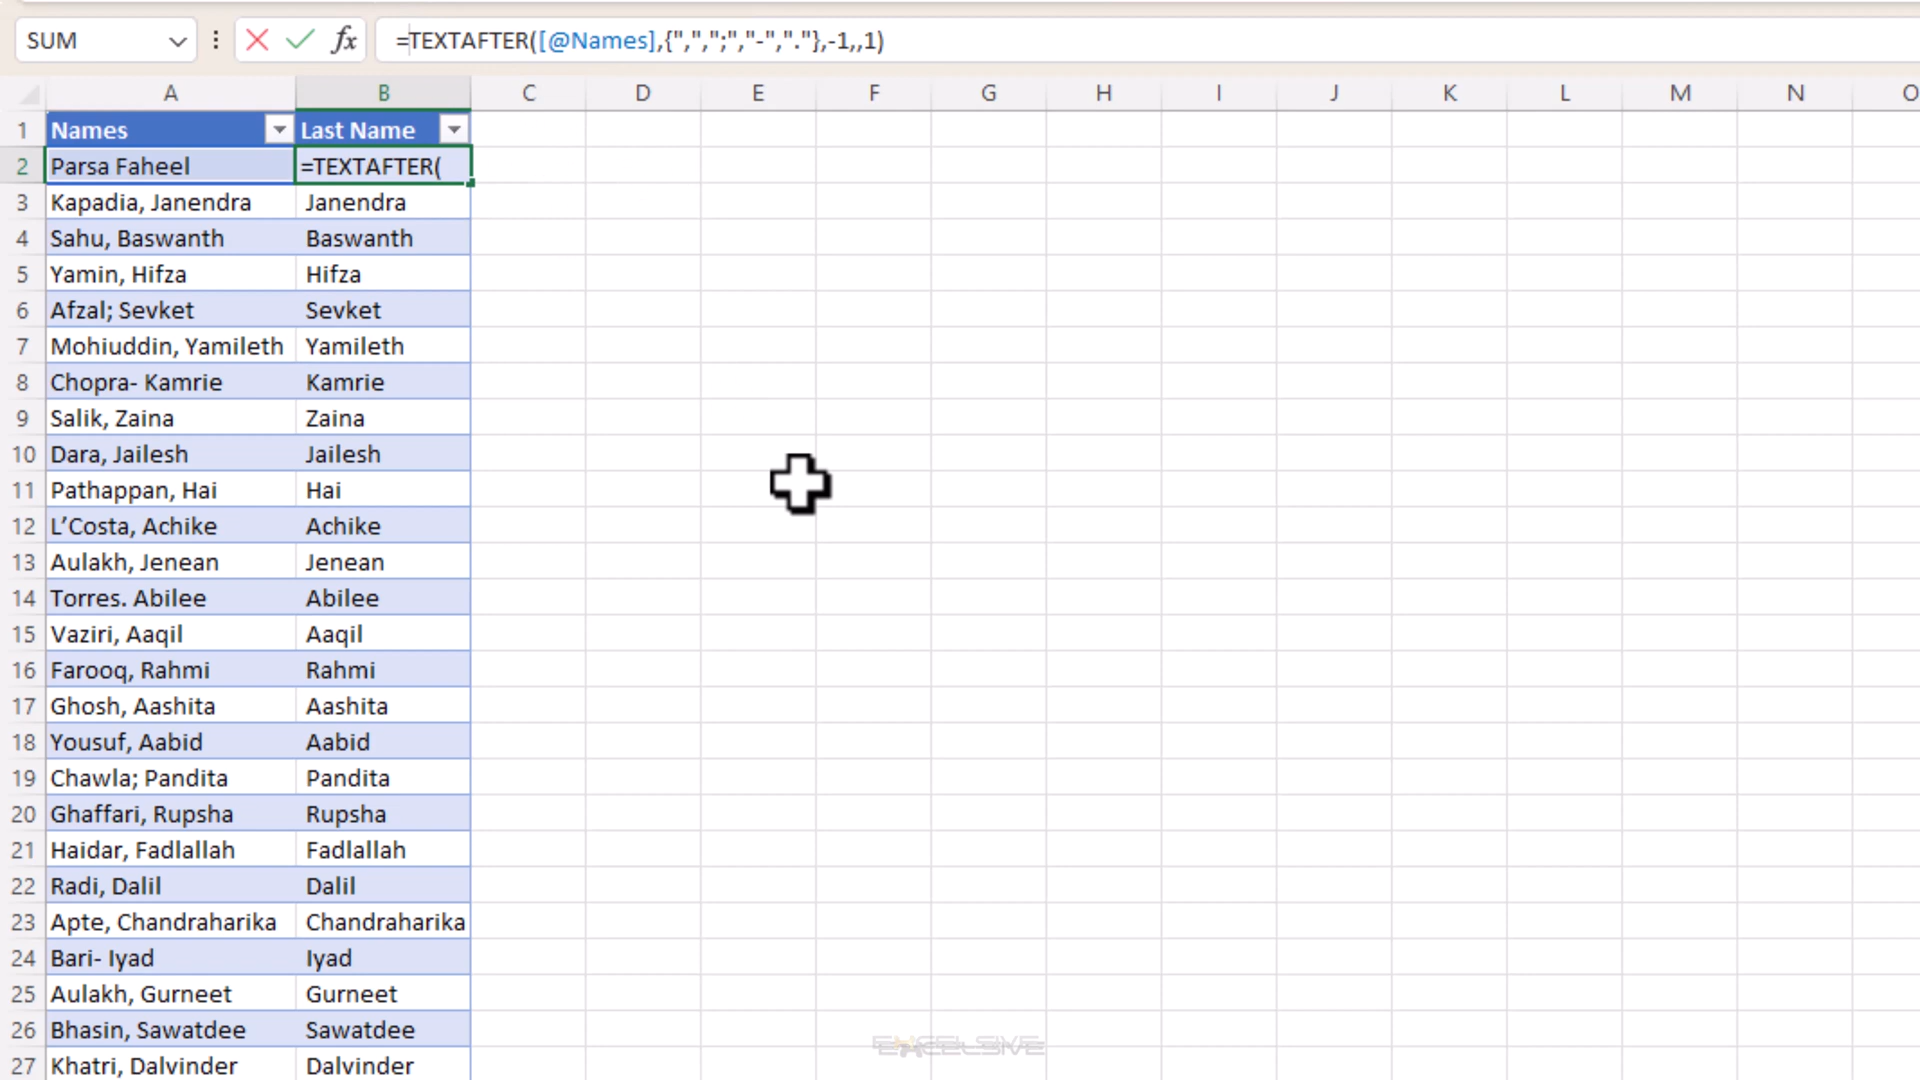 SUM fx =TEXTAFTER([@Names],{",",";","-","."},-1,,1)
A B C D E F G H I J K L M N O
1 Names Last Name
2 Parsa Faheel =TEXTAFTER(
3 Kapadia, Janendra Janendra
4 Sahu, Baswanth Baswanth
5 Yamin, Hifza Hifza
6 Afzal; Sevket Sevket
7 Mohiuddin, Yamileth Yamileth
8 Chopra- Kamrie Kamrie
9 Salik, Zaina Zaina
10 Dara, Jailesh Jailesh
11 Pathappan, Hai Hai
12 L’Costa, Achike Achike
13 Aulakh, Jenean Jenean
14 Torres. Abilee Abilee
15 Vaziri, Aaqil Aaqil
16 Farooq, Rahmi Rahmi
17 Ghosh, Aashita Aashita
18 Yousuf, Aabid Aabid
19 Chawla; Pandita Pandita
20 Ghaffari, Rupsha Rupsha
21 Haidar, Fadlallah Fadlallah
22 Radi, Dalil Dalil
23 Apte, Chandraharika Chandraharika
24 Bari- Iyad Iyad
25 Aulakh, Gurneet Gurneet
26 Bhasin, Sawatdee Sawatdee
27 Khatri, Dalvinder Dalvinder